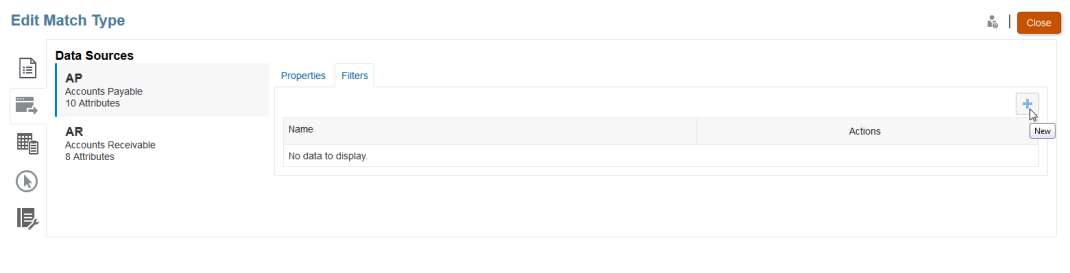 Edit Match Type
Close
Data Sources
AP
Accounts Payable
10 Attributes
AR
Accounts Receivable
8 Attributes
Properties
Filters
New
Name
Actions
No data to display.